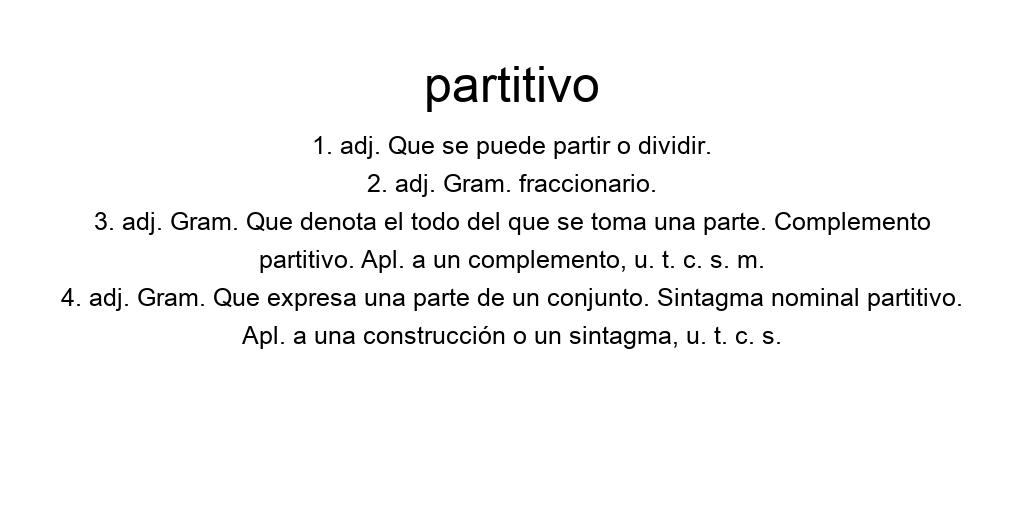 partitivo
1. adj. Que se puede partir o dividir.
2. adj. Gram. fraccionario.
3. adj. Gram. Que denota el todo del que se toma una parte. Complemento
partitivo. Apl. a un complemento, u. t. c. s. m.
4. adj. Gram. Que expresa una parte de un conjunto. Sintagma nominal partitivo.
Apl. a una construcción o un sintagma, u. t. c. s.